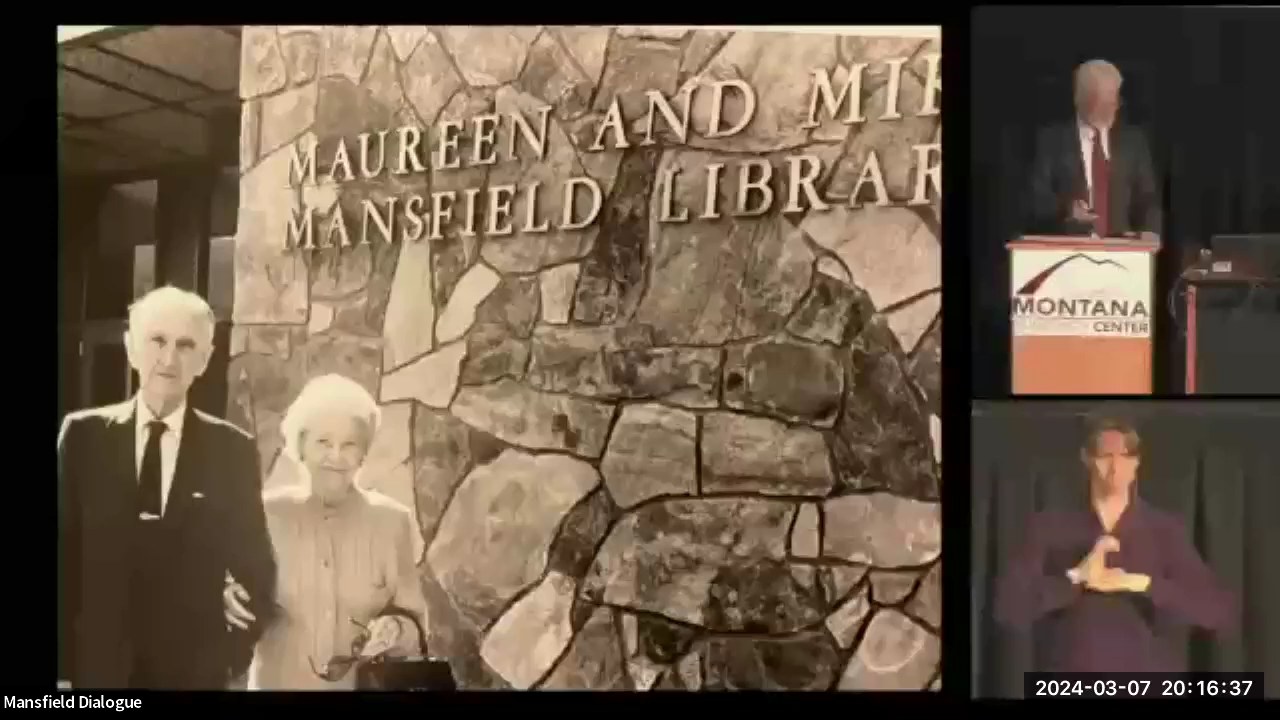 MAUREEN AND MI
MANSFIELD LIBRAR
MONTANA
CENTER
Mansfield Dialogue
2024-03-07 20:16:37